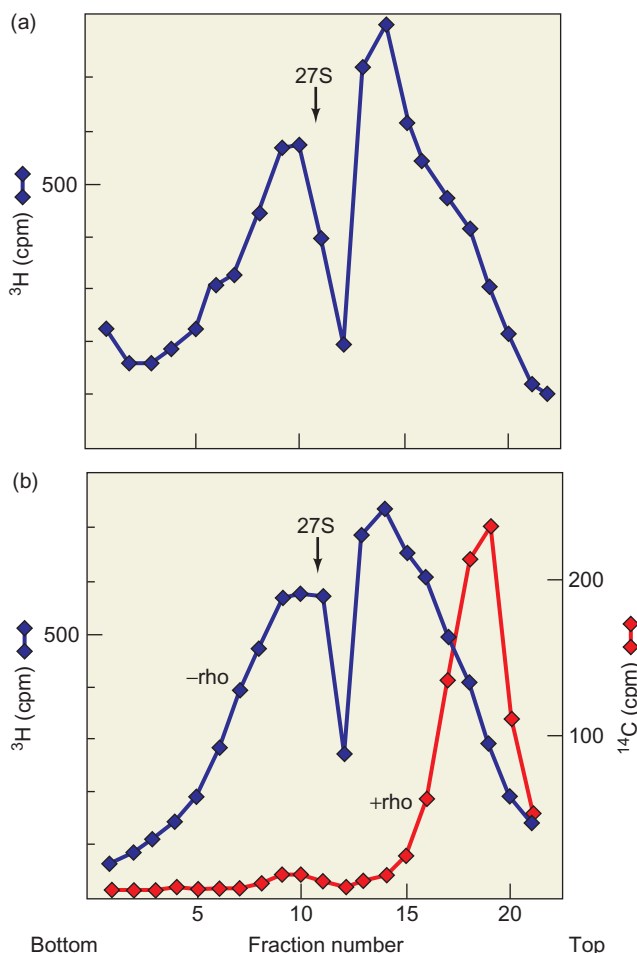 (a)
27S
500
³H (cpm)
(b)
27S
500
200
100
–rho
+rho
³H (cpm)
¹⁴C (cpm)
5 10 15 20
Bottom Fraction number Top